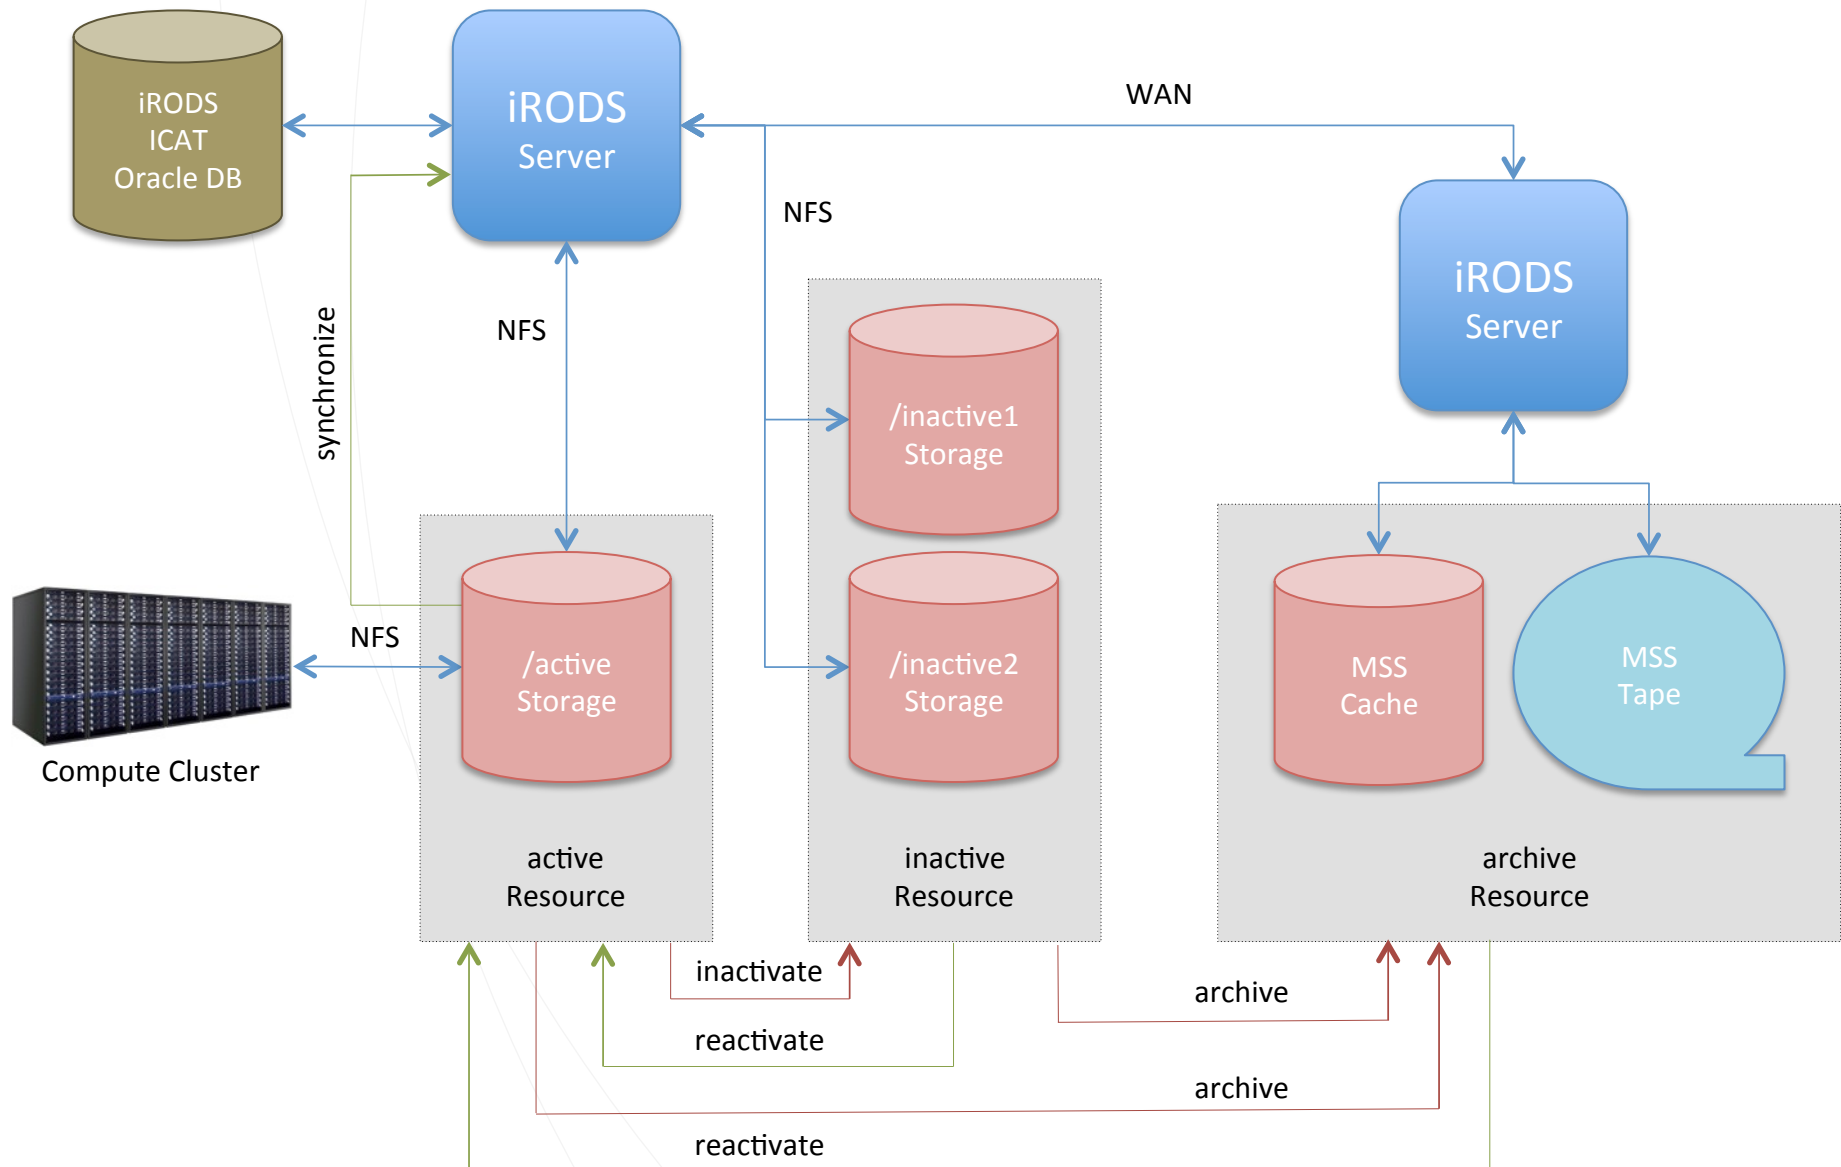 iRODS
ICAT
Oracle DB
iRODS
Server
WAN
NFS
iRODS
Server
synchronize
NFS
/inactive1
Storage
NFS
/active
Storage
/inactive2
Storage
MSS
Cache
MSS
Tape
Compute Cluster
active
Resource
inactive
Resource
archive
Resource
inactivate
archive
reactivate
archive
reactivate